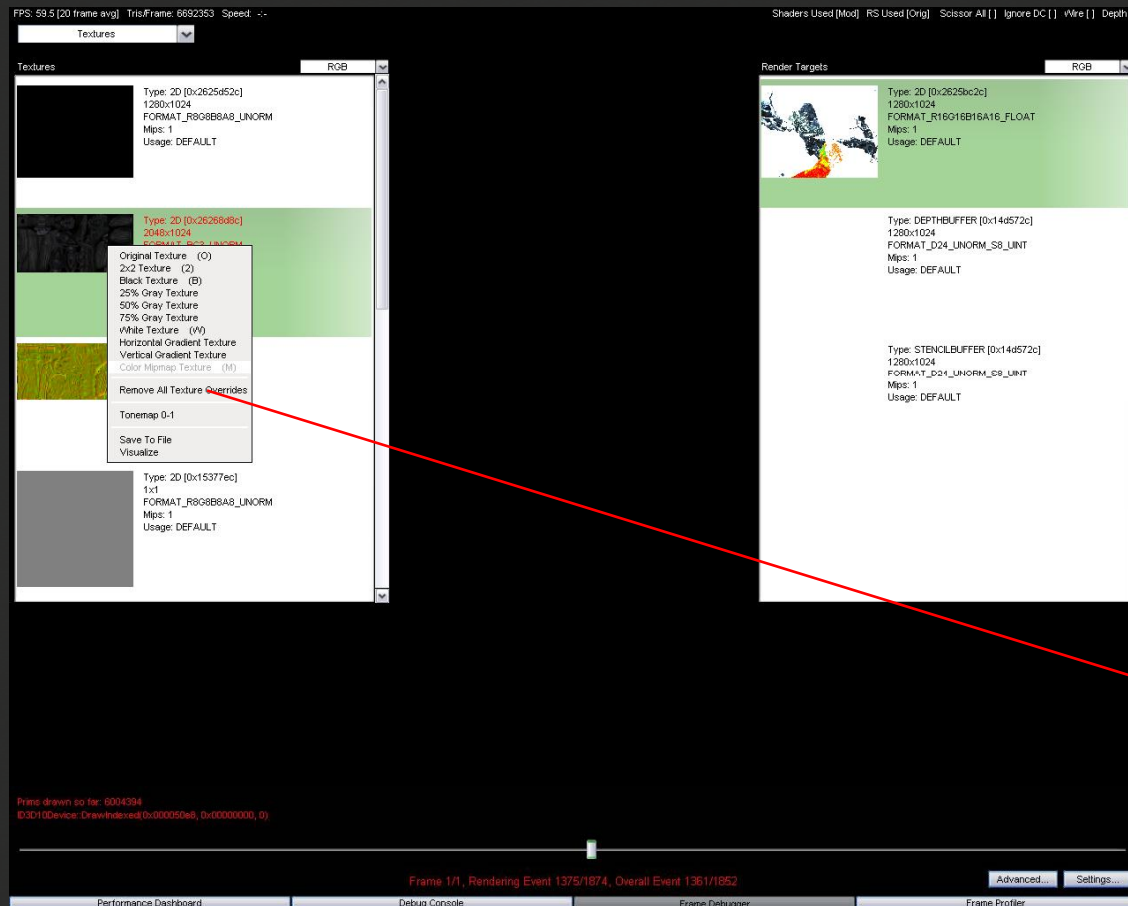 FPS: 59.5 [20 frame avg] Tris/Frame: 6692353 Speed: -:-
Shaders Used [Mod] RS Used [Orig] Scissor All [ ] Ignore DC [ ] Wire [ ] Depth
Textures
Textures
RGB
Type: 2D [0x2625d52c]
1280x1024
FORMAT_R8G8B8A8_UNORM
Mips: 1
Usage: DEFAULT
Type: 2D [0x26268d8c]
2048x1024
FORMAT_BC3_UNORM
Original Texture (O)
2x2 Texture (2)
Black Texture (B)
25% Gray Texture
50% Gray Texture
75% Gray Texture
White Texture (W)
Horizontal Gradient Texture
Vertical Gradient Texture
Color Mipmap Texture (M)
Remove All Texture Overrides
Tonemap 0-1
Save To File
Visualize
Type: 2D [0x15377ec]
1x1
FORMAT_R8G8B8A8_UNORM
Mips: 1
Usage: DEFAULT
Render Targets
RGB
Type: 2D [0x2625bc2c]
1280x1024
FORMAT_R16G16B16A16_FLOAT
Mips: 1
Usage: DEFAULT
Type: DEPTHBUFFER [0x14d572c]
1280x1024
FORMAT_D24_UNORM_S8_UINT
Mips: 1
Usage: DEFAULT
Type: STENCILBUFFER [0x14d572c]
1280x1024
FORMAT_D24_UNORM_S8_UINT
Mips: 1
Usage: DEFAULT
Prims drawn so far: 6004394
ID3D10Device::DrawIndexed(0x000050e8, 0x00000000, 0)
Frame 1/1, Rendering Event 1375/1874, Overall Event 1361/1852
Advanced... Settings...
Performance Dashboard Debug Console Frame Debugger Frame Profiler